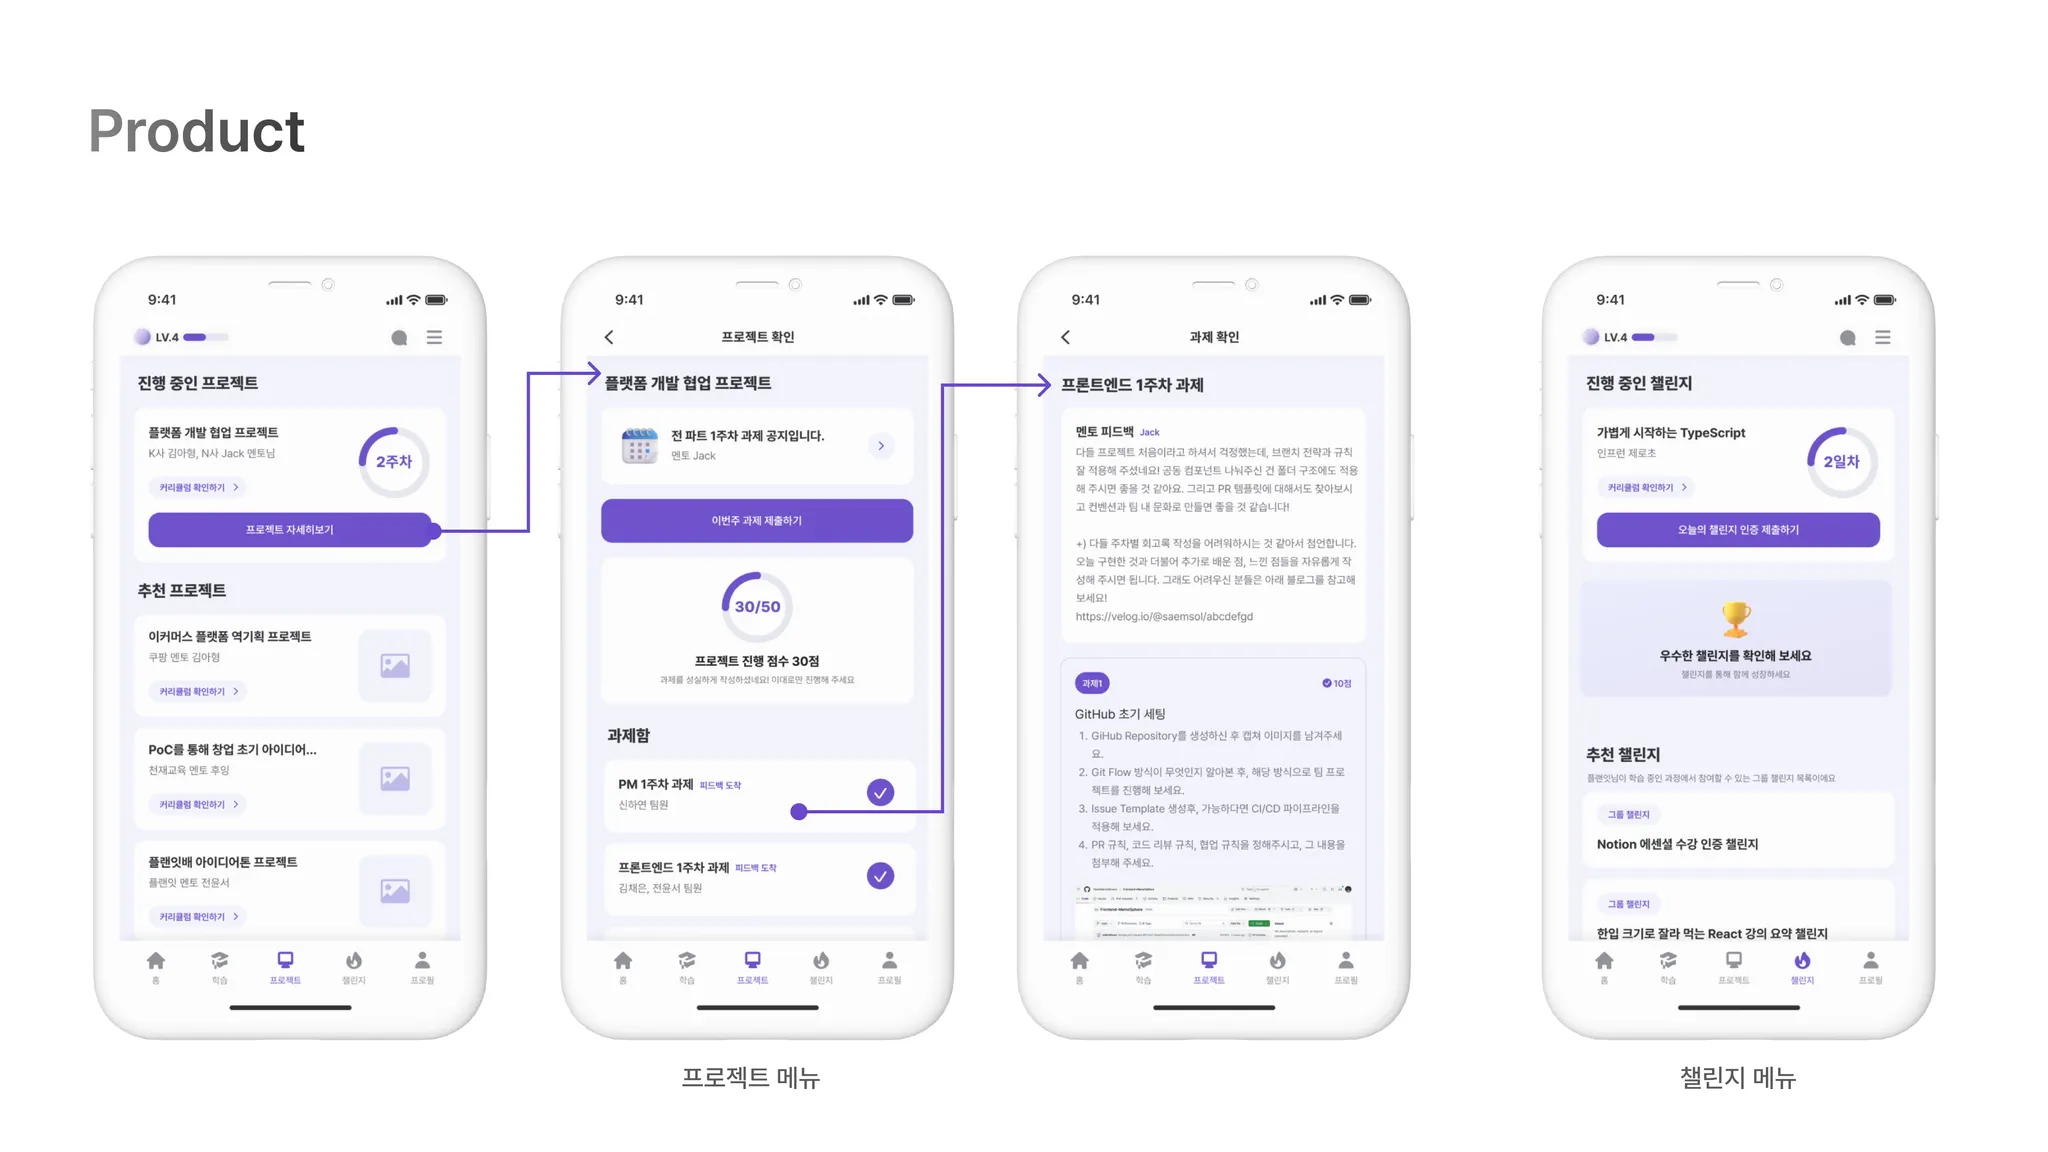 Product
9:41
LV.4
진행 중인 프로젝트
플랫폼 개발 협업 프로젝트
K사 김아형, N사 Jack 멘토님
커리큘럼 확인하기
2주차
프로젝트 자세히보기
추천 프로젝트
이커머스 플랫폼 역기획 프로젝트
쿠팡 멘토 김아형
커리큘럼 확인하기
PoC를 통해 창업 초기 아이디어...
천재교육 멘토 후잉
커리큘럼 확인하기
플랜잇배 아이디어톤 프로젝트
플랜잇 멘토 전윤서
커리큘럼 확인하기
홈 학습 프로젝트 챌린지 프로필
9:41
프로젝트 확인
플랫폼 개발 협업 프로젝트
전 파트 1주차 과제 공지입니다.
멘토 Jack
이번주 과제 제출하기
30/50
프로젝트 진행 점수 30점
과제를 성실하게 작성하셨네요! 이대로만 진행해 주세요
과제함
PM 1주차 과제 피드백 도착
신하연 팀원
프론트엔드 1주차 과제 피드백 도착
김채은, 전윤서 팀원
홈 학습 프로젝트 챌린지 프로필
프로젝트 메뉴
9:41
과제 확인
프론트엔드 1주차 과제
멘토 피드백 Jack
다들 프로젝트 처음이라고 하셔서 걱정했는데, 브랜치 전략과 규칙
잘 적용해 주셨네요! 공동 컴포넌트 나눠주신 건 폴더 구조에도 적용
해 주시면 좋을 것 같아요. 그리고 PR 템플릿에 대해서도 찾아보시
고 컨벤션과 팀 내 문화로 만들면 좋을 것 같습니다!
+) 다들 주차별 회고록 작성을 어려워하시는 것 같아서 첨언합니다.
오늘 구현한 것과 더불어 추가로 배운 점, 느낀 점들을 자유롭게 작
성해 주시면 됩니다. 그래도 어려우신 분들은 아래 블로그를 참고해
보세요!
https://velog.io/@saemsol/abcdefgd
과제1
10점
GitHub 초기 세팅
1. GiHub Repository를 생성하신 후 캡쳐 이미지를 남겨주세
요.
2. Git Flow 방식이 무엇인지 알아본 후, 해당 방식으로 팀 프로
젝트를 진행해 보세요.
3. Issue Template 생성후, 가능하다면 CI/CD 파이프라인을
적용해 보세요.
4. PR 규칙, 코드 리뷰 규칙, 협업 규칙을 정해주시고, 그 내용을
첨부해 주세요.
홈 학습 프로젝트 챌린지 프로필
9:41
LV.4
진행 중인 챌린지
가볍게 시작하는 TypeScript
인프런 제로초
커리큘럼 확인하기
2일차
오늘의 챌린지 인증 제출하기
우수한 챌린지를 확인해 보세요
챌린지를 통해 함께 성장하세요
추천 챌린지
플랜잇님이 학습 중인 과정에서 참여할 수 있는 그룹 챌린지 목록이에요
그룹 챌린지
Notion 에센셜 수강 인증 챌린지
그룹 챌린지
한입 크기로 잘라 먹는 React 강의 요약 챌린지
홈 학습 프로젝트 챌린지 프로필
챌린지 메뉴